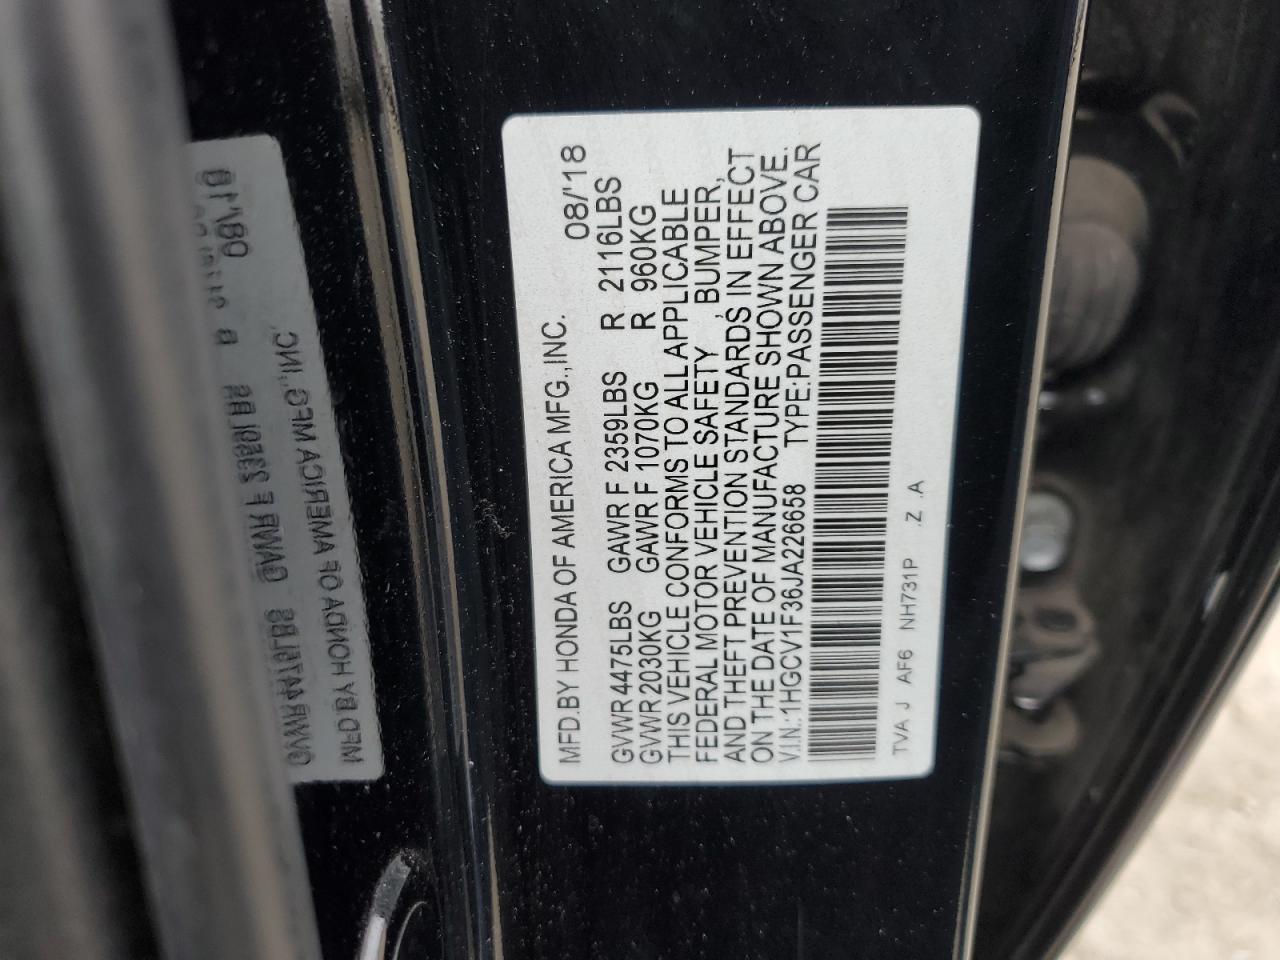 MFD.BY HONDA OF AMERICA MFG.,INC. 08/'18
GVWR 4475LBS GAWR F 2359LBS R 2116LBS
GVWR 2030KG GAWR F 1070KG R 960KG
THIS VEHICLE CONFORMS TO ALL APPLICABLE
FEDERAL MOTOR VEHICLE SAFETY , BUMPER,
AND THEFT PREVENTION STANDARDS IN EFFECT
ON THE DATE OF MANUFACTURE SHOWN ABOVE.
V.I.N.:1HGCV1F36JA226658 TYPE:PASSENGER CAR
TVA J AF6 NH731P .Z .A